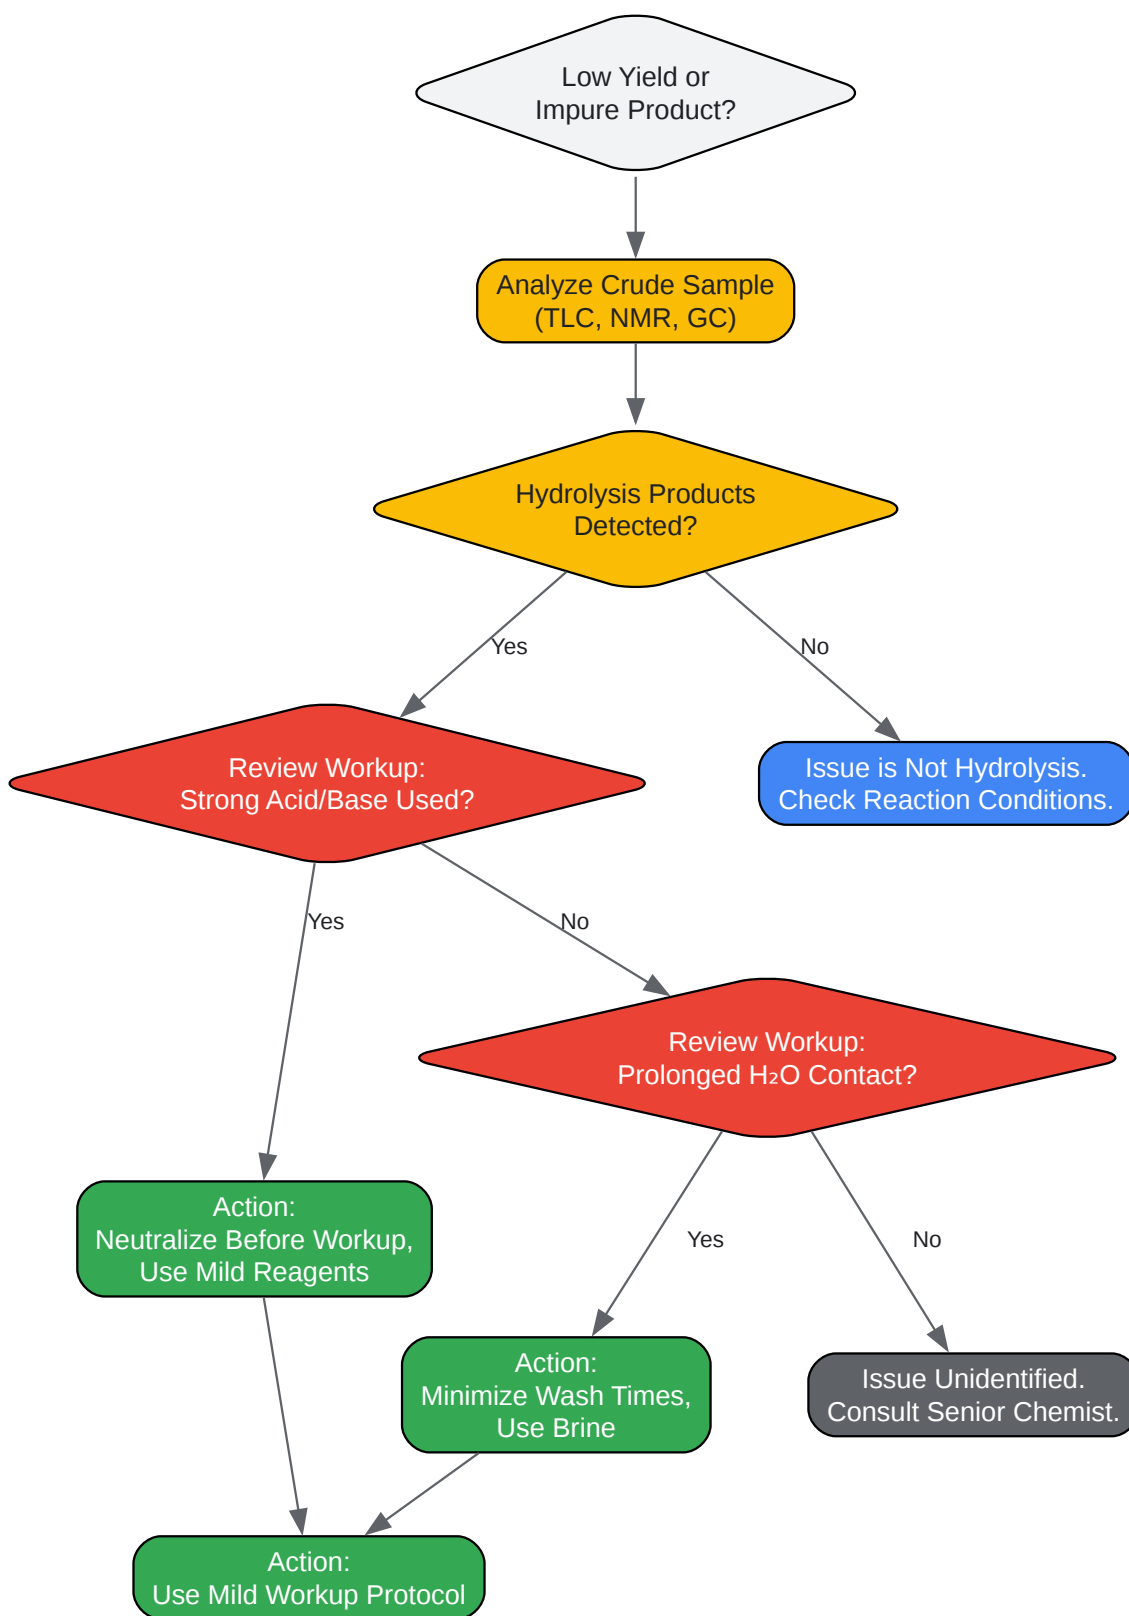 Low Yield or
Impure Product?
Analyze Crude Sample
(TLC, NMR, GC)
Hydrolysis Products
Detected?
Yes
No
Review Workup:
Strong Acid/Base Used?
Issue is Not Hydrolysis.
Check Reaction Conditions.
Yes
No
Review Workup:
Prolonged H₂O Contact?
Action:
Neutralize Before Workup,
Use Mild Reagents
Yes
No
Action:
Minimize Wash Times,
Use Brine
Issue Unidentified.
Consult Senior Chemist.
Action:
Use Mild Workup Protocol